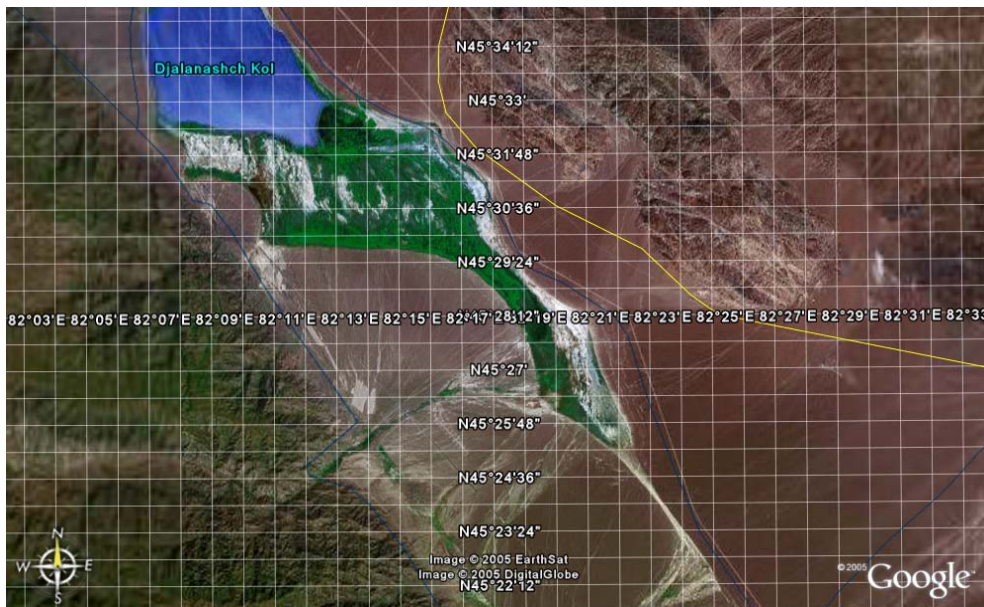 N45°34'12"
Djalanashch Kol
N45°33'
N45°31'48"
N45°30'36"
N45°29'24"
82°03'E 82°05'E 82°07'E 82°09'E 82°11'E 82°13'E 82°15'E 82°17' 28'12" 19'E 82°21'E 82°23'E 82°25'E 82°27'E 82°29'E 82°31'E 82°33
N45°27'
N45°25'48"
N45°24'36"
N45°23'24"
N
W E
S
Image © 2005 EarthSat
Image © 2005 DigitalGlobe
N45°22'12"
© 2005 Google